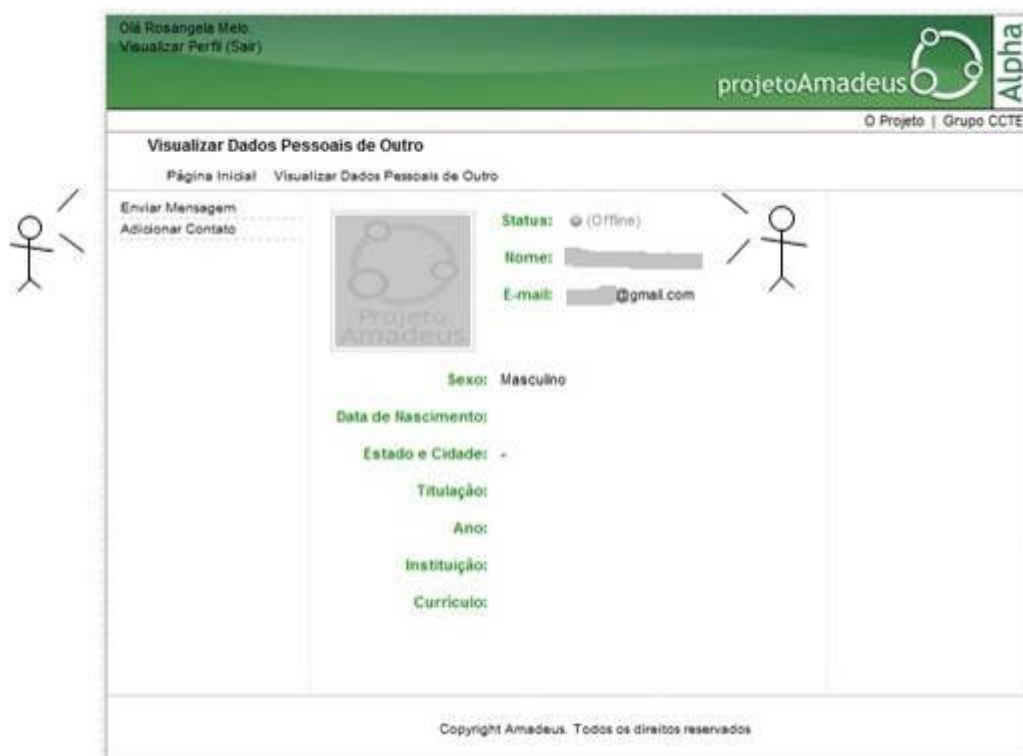 Olá Rosangela Melo.
Visualizar Perfil (Sair)
projetoAmadeus
Alpha
O Projeto | Grupo CCTE
Visualizar Dados Pessoais de Outro
Página Inicial Visualizar Dados Pessoais de Outro
Enviar Mensagem
Adicionar Contato
Projeto
Amadeus
Status: (Offline)
Nome:
E-mail: @gmail.com
Sexo: Masculino
Data de Nascimento:
Estado e Cidade: -
Titulação:
Ano:
Instituição:
Currículo:
Copyright Amadeus. Todos os direitos reservados